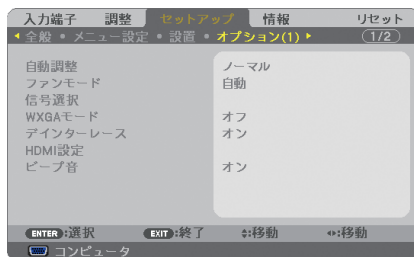 入力端子 調整 セットアップ 情報 リセット
全般 • メニュー設定 • 設置 • オプション(1) 1/2
自動調整 ノーマル
ファンモード 自動
信号選択
WXGAモード オフ
デインターレース オン
HDMI設定
ビープ音 オン
ENTER:選択 EXIT:終了 :移動 :移動
コンピュータ